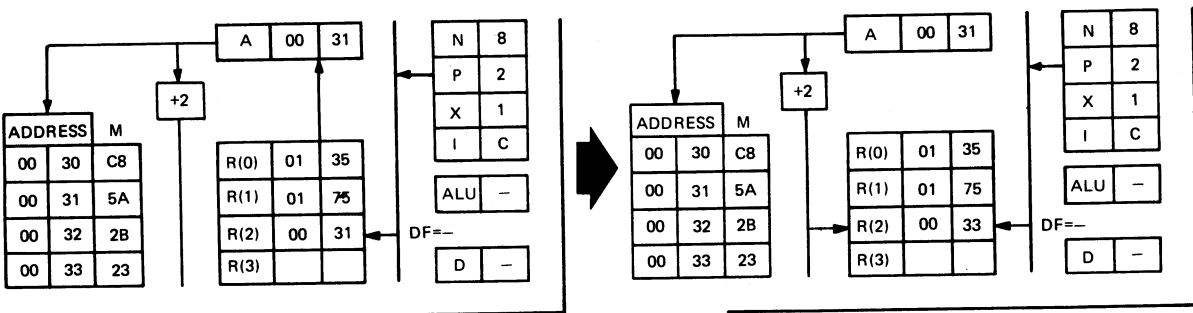 A 00 31
N 8
P 2
X 1
I C
+2
ADDRESS M
00 30 C8
00 31 5A
00 32 2B
00 33 23
R(0) 01 35
R(1) 01 75
R(2) 00 31
R(3)
ALU –
DF=–
D –
A 00 31
N 8
P 2
X 1
I C
+2
ADDRESS M
00 30 C8
00 31 5A
00 32 2B
00 33 23
R(0) 01 35
R(1) 01 75
R(2) 00 33
R(3)
ALU –
DF=–
D –